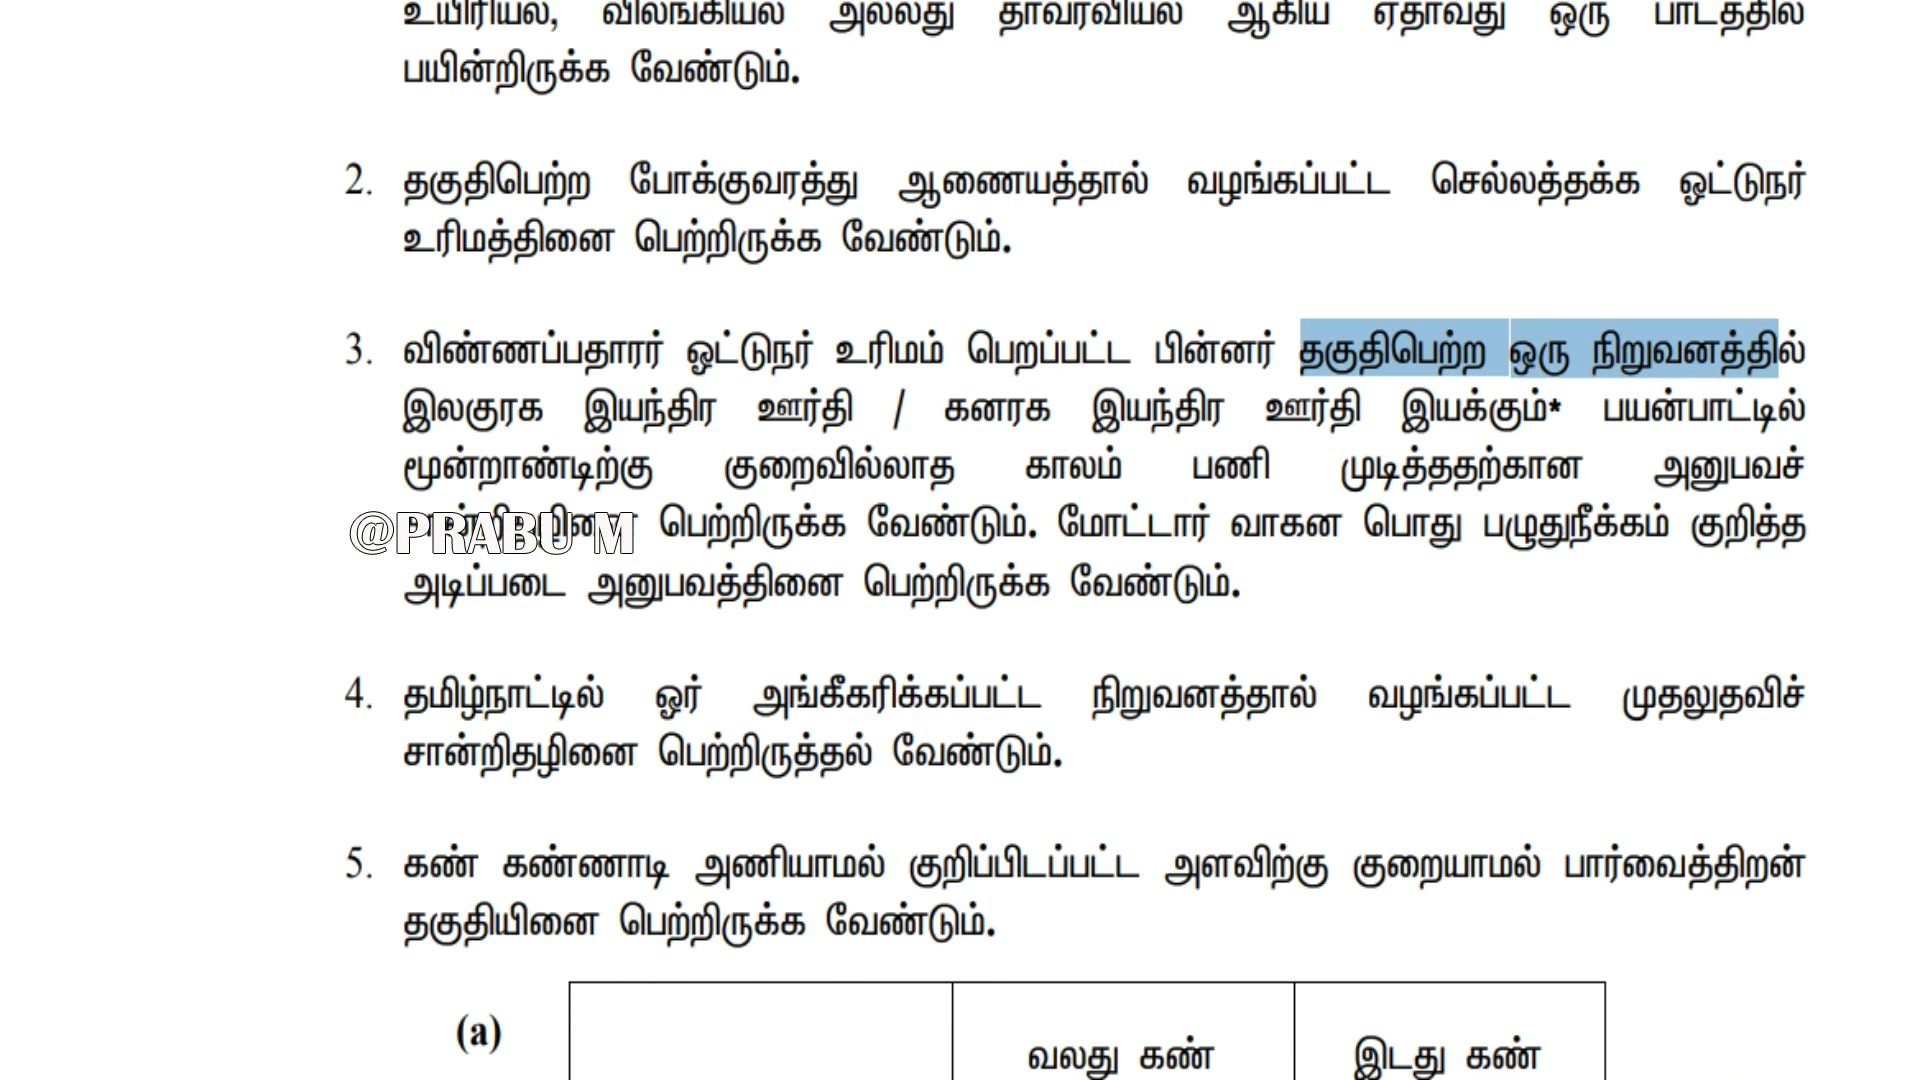 உயிரியல், விலங்கியல் அல்லது தாவரவியல் ஆகிய ஏதாவது ஒரு பாடத்தில்
பயின்றிருக்க வேண்டும்.
2. தகுதிபெற்ற போக்குவரத்து ஆணையத்தால் வழங்கப்பட்ட செல்லத்தக்க ஓட்டுநர்
உரிமத்தினை பெற்றிருக்க வேண்டும்.
3. விண்ணப்பதாரர் ஓட்டுநர் உரிமம் பெறப்பட்ட பின்னர் தகுதிபெற்ற ஒரு நிறுவனத்தில்
இலகுரக இயந்திர ஊர்தி / கனரக இயந்திர ஊர்தி இயக்கும்* பயன்பாட்டில்
மூன்றாண்டிற்கு குறைவில்லாத காலம் பணி முடித்ததற்கான அனுபவச்
@PRABU M பெற்றிருக்க வேண்டும். மோட்டார் வாகன பொது பழுதுநீக்கம் குறித்த
அடிப்படை அனுபவத்தினை பெற்றிருக்க வேண்டும்.
4. தமிழ்நாட்டில் ஓர் அங்கீகரிக்கப்பட்ட நிறுவனத்தால் வழங்கப்பட்ட முதலுதவிச்
சான்றிதழினை பெற்றிருத்தல் வேண்டும்.
5. கண் கண்ணாடி அணியாமல் குறிப்பிடப்பட்ட அளவிற்கு குறையாமல் பார்வைத்திறன்
தகுதியினை பெற்றிருக்க வேண்டும்.
(a)
வலது கண் இடது கண்